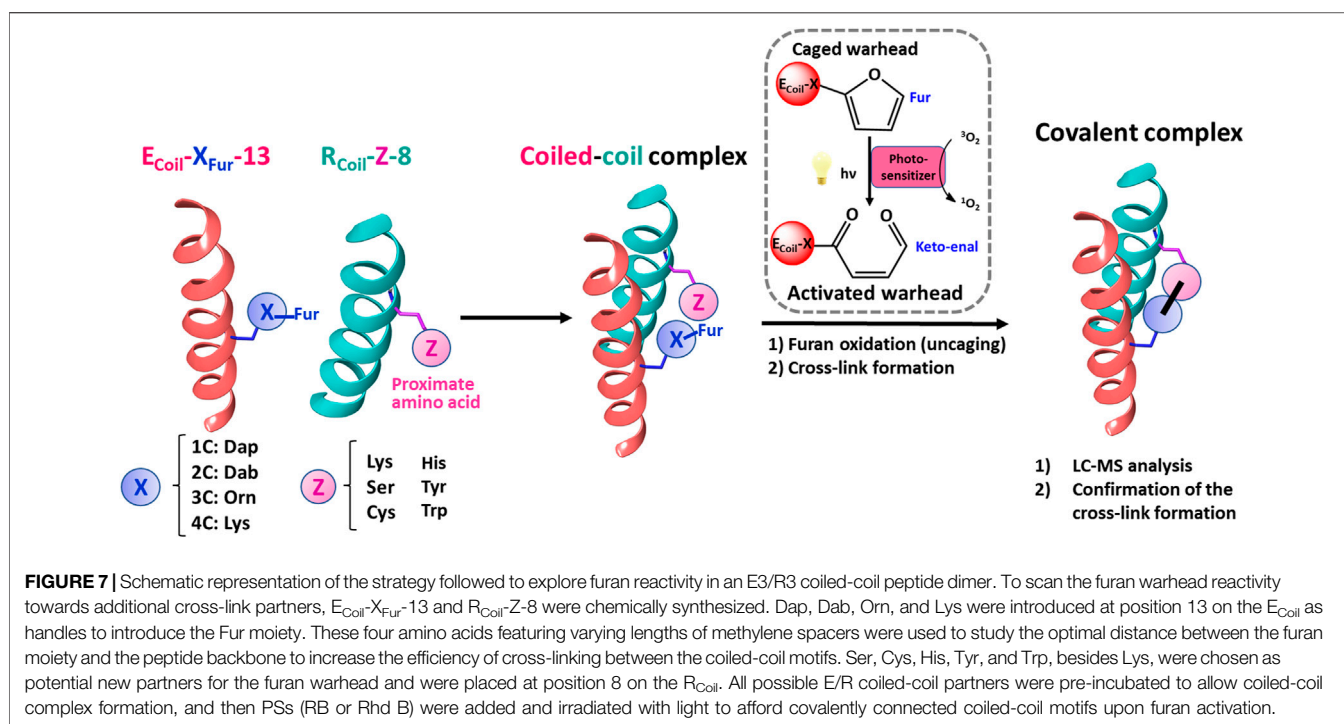 Caged warhead
E_Coil-X
O
Fur
hν
Photo-
sensitizer
³O₂
¹O₂
O O
E_Coil-X
Keto-enal
Activated warhead
E_Coil-X_Fur-13
R_Coil-Z-8
Coiled-coil complex
Covalent complex
X
Fur
Z
Proximate
amino acid
Z
X
Fur
1) Furan oxidation (uncaging)
2) Cross-link formation
X
1C: Dap
2C: Dab
3C: Orn
4C: Lys
Z
Lys His
Ser Tyr
Cys Trp
1) LC-MS analysis
2) Confirmation of the
cross-link formation
FIGURE 7 | Schematic representation of the strategy followed to explore furan reactivity in an E3/R3 coiled-coil peptide dimer. To scan the furan warhead reactivity
towards additional cross-link partners, E_Coil-X_Fur-13 and R_Coil-Z-8 were chemically synthesized. Dap, Dab, Orn, and Lys were introduced at position 13 on the E_Coil as
handles to introduce the Fur moiety. These four amino acids featuring varying lengths of methylene spacers were used to study the optimal distance between the furan
moiety and the peptide backbone to increase the efficiency of cross-linking between the coiled-coil motifs. Ser, Cys, His, Tyr, and Trp, besides Lys, were chosen as
potential new partners for the furan warhead and were placed at position 8 on the R_Coil. All possible E/R coiled-coil partners were pre-incubated to allow coiled-coil
complex formation, and then PSs (RB or Rhd B) were added and irradiated with light to afford covalently connected coiled-coil motifs upon furan activation.